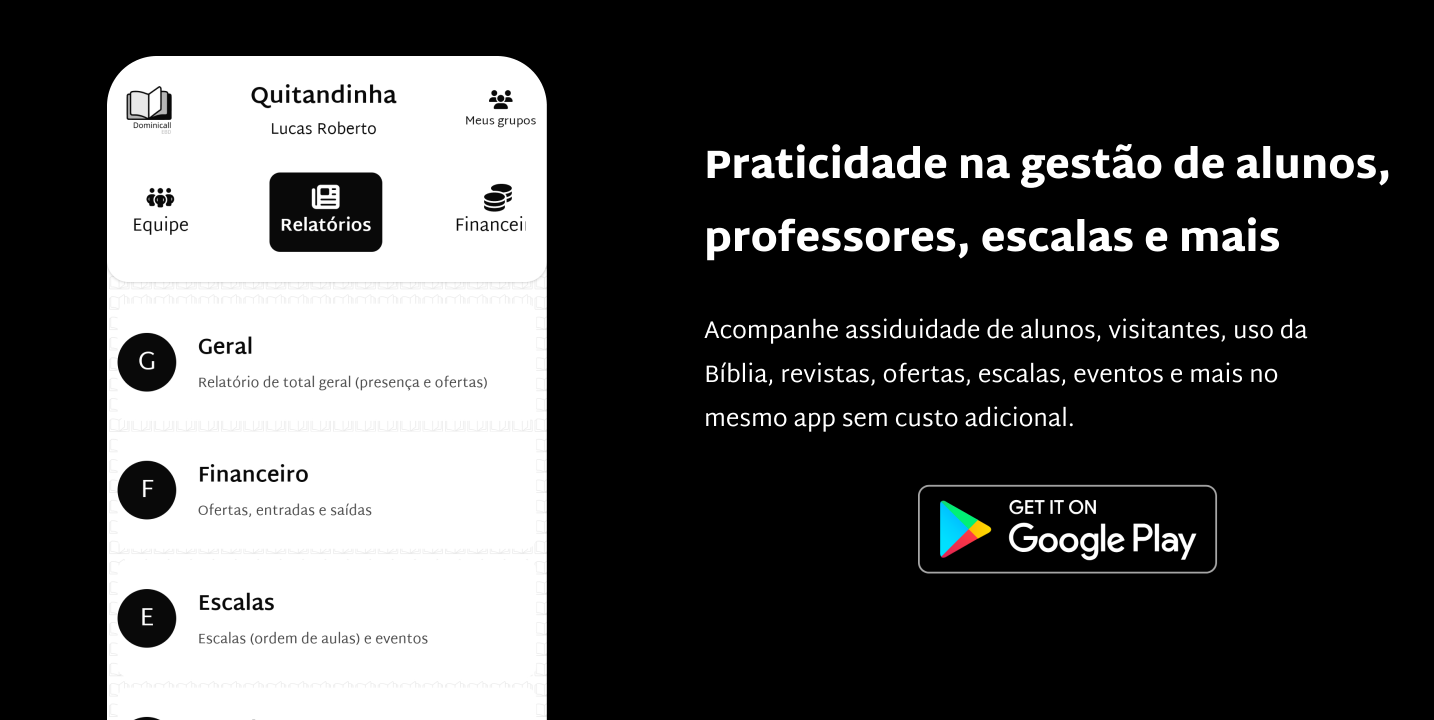 Dominicall
Quitandinha
Lucas Roberto
Meus grupos
Equipe
Relatórios
Financei
G
Geral
Relatório de total geral (presença e ofertas)
F
Financeiro
Ofertas, entradas e saídas
E
Escalas
Escalas (ordem de aulas) e eventos
Praticidade na gestão de alunos,
professores, escalas e mais
Acompanhe assiduidade de alunos, visitantes, uso da
Bíblia, revistas, ofertas, escalas, eventos e mais no
mesmo app sem custo adicional.
GET IT ON
Google Play